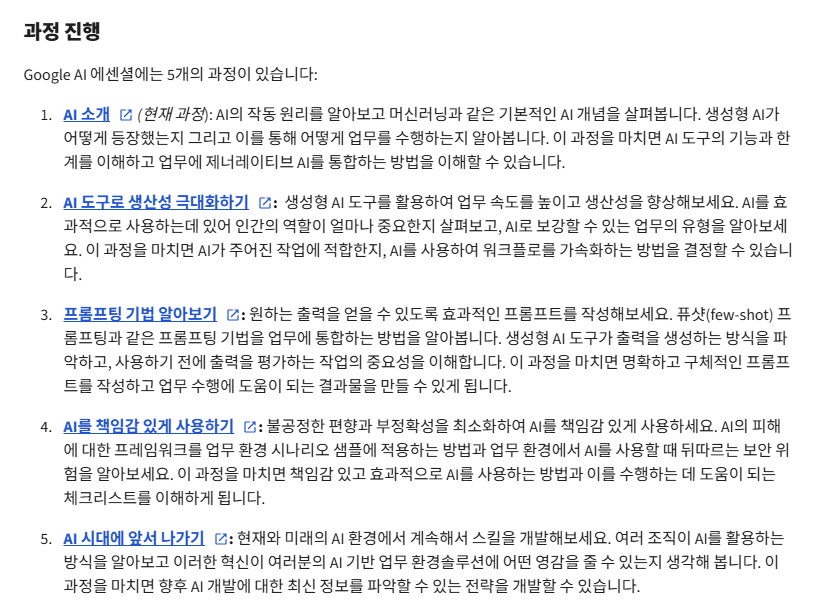 과정 진행
Google AI 에센셜에는 5개의 과정이 있습니다:
1. AI 소개 (현재 과정): AI의 작동 원리를 알아보고 머신러닝과 같은 기본적인 AI 개념을 살펴봅니다. 생성형 AI가
어떻게 등장했는지 그리고 이를 통해 어떻게 업무를 수행하는지 알아봅니다. 이 과정을 마치면 AI 도구의 기능과 한
계를 이해하고 업무에 제너레이티브 AI를 통합하는 방법을 이해할 수 있습니다.
2. AI 도구로 생산성 극대화하기 : 생성형 AI 도구를 활용하여 업무 속도를 높이고 생산성을 향상해보세요. AI를 효
과적으로 사용하는데 있어 인간의 역할이 얼마나 중요한지 살펴보고, AI로 보강할 수 있는 업무의 유형을 알아보세
요. 이 과정을 마치면 AI가 주어진 작업에 적합한지, AI를 사용하여 워크플로를 가속화하는 방법을 결정할 수 있습니
다.
3. 프롬프팅 기법 알아보기 : 원하는 출력을 얻을 수 있도록 효과적인 프롬프트를 작성해보세요. 퓨샷(few-shot) 프
롬프팅과 같은 프롬프팅 기법을 업무에 통합하는 방법을 알아봅니다. 생성형 AI 도구가 출력을 생성하는 방식을 파
악하고, 사용하기 전에 출력을 평가하는 작업의 중요성을 이해합니다. 이 과정을 마치면 명확하고 구체적인 프롬프
트를 작성하고 업무 수행에 도움이 되는 결과물을 만들 수 있게 됩니다.
4. AI를 책임감 있게 사용하기 : 불공정한 편향과 부정확성을 최소화하여 AI를 책임감 있게 사용하세요. AI의 피해
에 대한 프레임워크를 업무 환경 시나리오 샘플에 적용하는 방법과 업무 환경에서 AI를 사용할 때 뒤따르는 보안 위
험을 알아보세요. 이 과정을 마치면 책임감 있고 효과적으로 AI를 사용하는 방법과 이를 수행하는 데 도움이 되는
체크리스트를 이해하게 됩니다.
5. AI 시대에 앞서 나가기 : 현재와 미래의 AI 환경에서 계속해서 스킬을 개발해보세요. 여러 조직이 AI를 활용하는
방식을 알아보고 이러한 혁신이 여러분의 AI 기반 업무 환경솔루션에 어떤 영감을 줄 수 있는지 생각해 봅니다. 이
과정을 마치면 향후 AI 개발에 대한 최신 정보를 파악할 수 있는 전략을 개발할 수 있습니다.